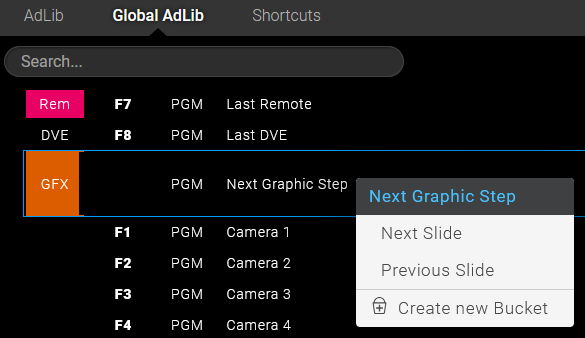 AdLib Global AdLib Shortcuts
Search...
Rem F7 PGM Last Remote
DVE F8 PGM Last DVE
GFX PGM Next Graphic Step
Next Graphic Step
Next Slide
Previous Slide
Create new Bucket
F1 PGM Camera 1
F2 PGM Camera 2
F3 PGM Camera 3
F4 PGM Camera 4